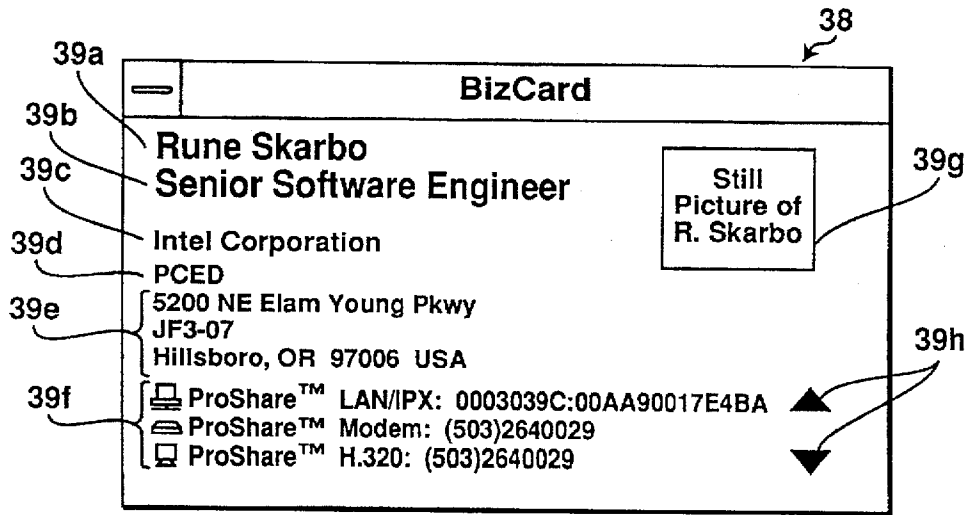 38
39a
BizCard
39b
Rune Skarbo
39c
Senior Software Engineer
Still
Picture of
R. Skarbo
39g
39d
Intel Corporation
PCED
39e
5200 NE Elam Young Pkwy
JF3-07
Hillsboro, OR 97006 USA
39h
39f
ProShare™ LAN/IPX: 0003039C:00AA90017E4BA
ProShare™ Modem: (503)2640029
ProShare™ H.320: (503)2640029